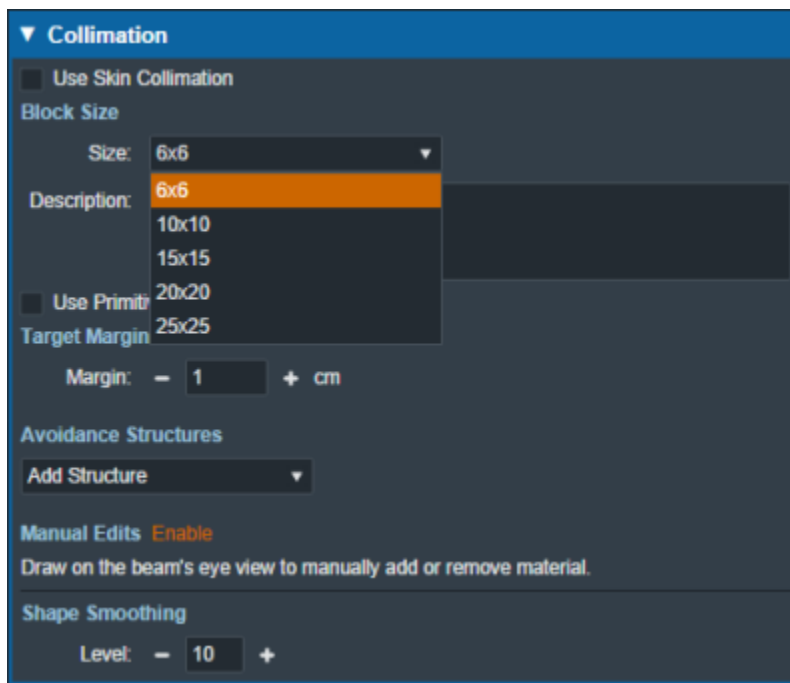 ▼ Collimation
Use Skin Collimation
Block Size
Size: 6x6
Description:
6x6
10x10
15x15
20x20
25x25
Use Primiti
Target Margin
Margin: − 1 + cm
Avoidance Structures
Add Structure
Manual Edits Enable
Draw on the beam's eye view to manually add or remove material.
Shape Smoothing
Level: − 10 +